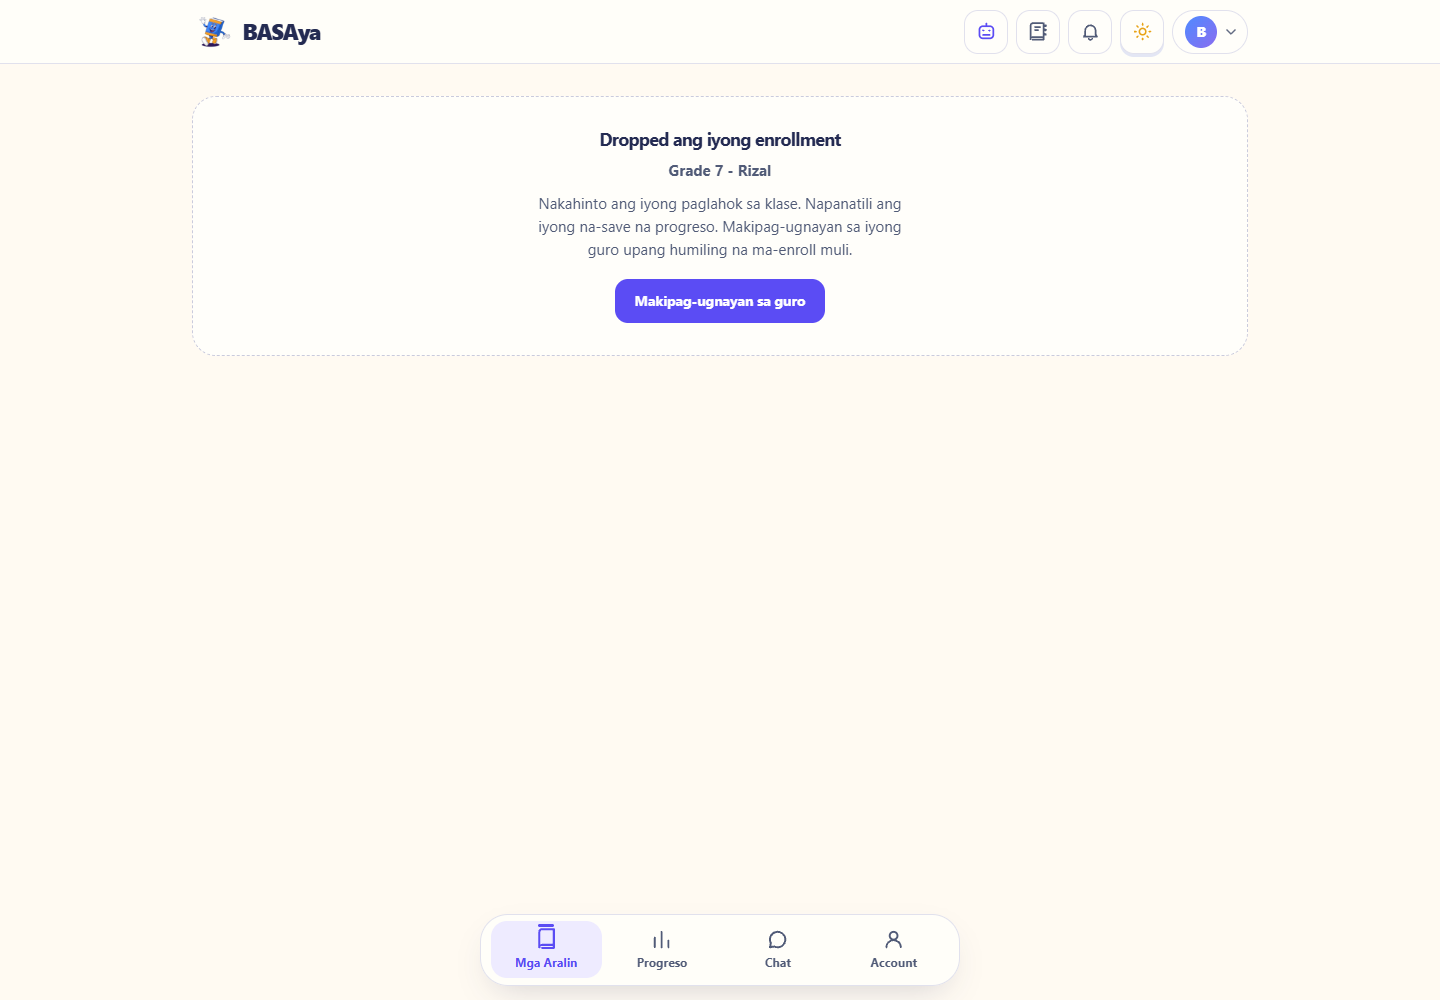 BASAya
B
Dropped ang iyong enrollment
Grade 7 - Rizal
Nakahinto ang iyong paglahok sa klase. Napanatili ang
iyong na-save na progreso. Makipag-ugnayan sa iyong
guro upang humiling na ma-enroll muli.
Makipag-ugnayan sa guro
Mga Aralin
Progreso
Chat
Account